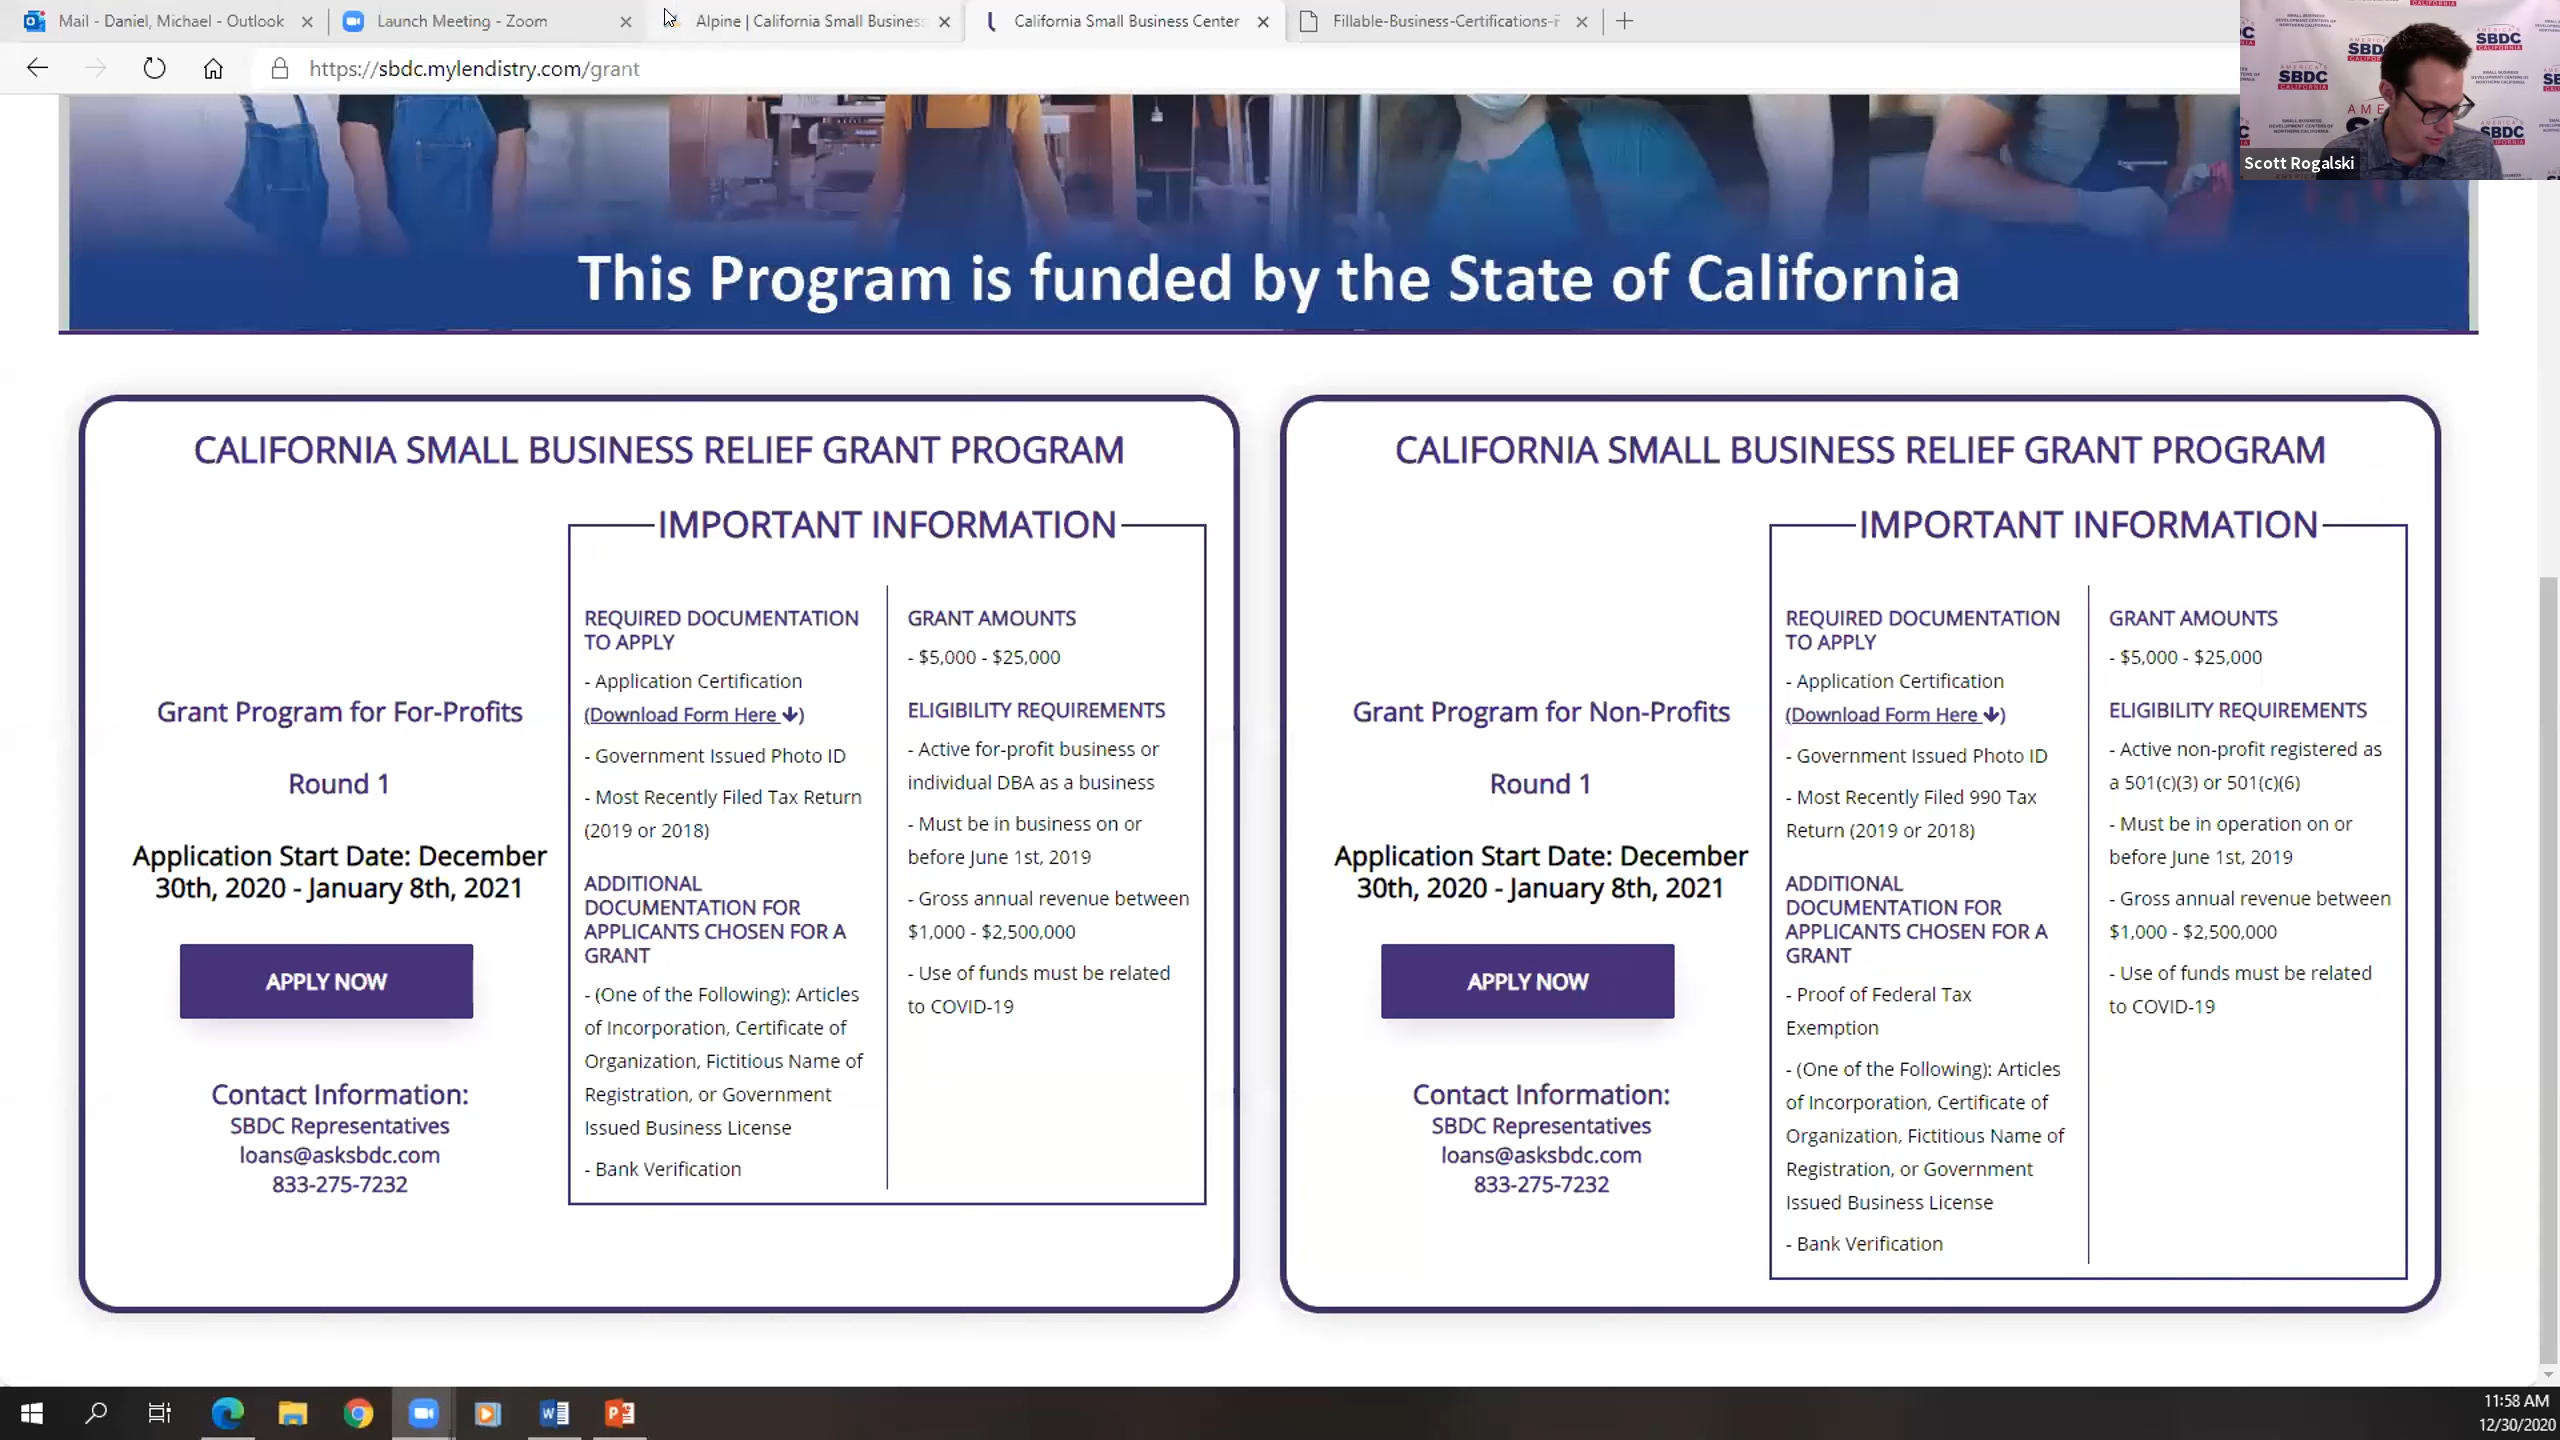 Mail - Daniel, Michael - Outlook
Launch Meeting - Zoom
Alpine | California Small Business
California Small Business Center
Fillable-Business-Certifications-F
https://sbdc.mylendistry.com/grant
SBDC
CALIFORNIA
SBDC
CALIFORNIA
SBDC
CALIFORNIA
Scott Rogalski
This Program is funded by the State of California
CALIFORNIA SMALL BUSINESS RELIEF GRANT PROGRAM
IMPORTANT INFORMATION
Grant Program for For-Profits
Round 1
Application Start Date: December
30th, 2020 - January 8th, 2021
APPLY NOW
Contact Information:
SBDC Representatives
loans@asksbdc.com
833-275-7232
REQUIRED DOCUMENTATION
TO APPLY
- Application Certification
(Download Form Here ↓)
- Government Issued Photo ID
- Most Recently Filed Tax Return
(2019 or 2018)
ADDITIONAL
DOCUMENTATION FOR
APPLICANTS CHOSEN FOR A
GRANT
- (One of the Following): Articles
of Incorporation, Certificate of
Organization, Fictitious Name of
Registration, or Government
Issued Business License
- Bank Verification
GRANT AMOUNTS
- $5,000 - $25,000
ELIGIBILITY REQUIREMENTS
- Active for-profit business or
individual DBA as a business
- Must be in business on or
before June 1st, 2019
- Gross annual revenue between
$1,000 - $2,500,000
- Use of funds must be related
to COVID-19
CALIFORNIA SMALL BUSINESS RELIEF GRANT PROGRAM
IMPORTANT INFORMATION
Grant Program for Non-Profits
Round 1
Application Start Date: December
30th, 2020 - January 8th, 2021
APPLY NOW
Contact Information:
SBDC Representatives
loans@asksbdc.com
833-275-7232
REQUIRED DOCUMENTATION
TO APPLY
- Application Certification
(Download Form Here ↓)
- Government Issued Photo ID
- Most Recently Filed 990 Tax
Return (2019 or 2018)
ADDITIONAL
DOCUMENTATION FOR
APPLICANTS CHOSEN FOR A
GRANT
- Proof of Federal Tax
Exemption
- (One of the Following): Articles
of Incorporation, Certificate of
Organization, Fictitious Name of
Registration, or Government
Issued Business License
- Bank Verification
GRANT AMOUNTS
- $5,000 - $25,000
ELIGIBILITY REQUIREMENTS
- Active non-profit registered as
a 501(c)(3) or 501(c)(6)
- Must be in operation on or
before June 1st, 2019
- Gross annual revenue between
$1,000 - $2,500,000
- Use of funds must be related
to COVID-19
11:58 AM
12/30/2020